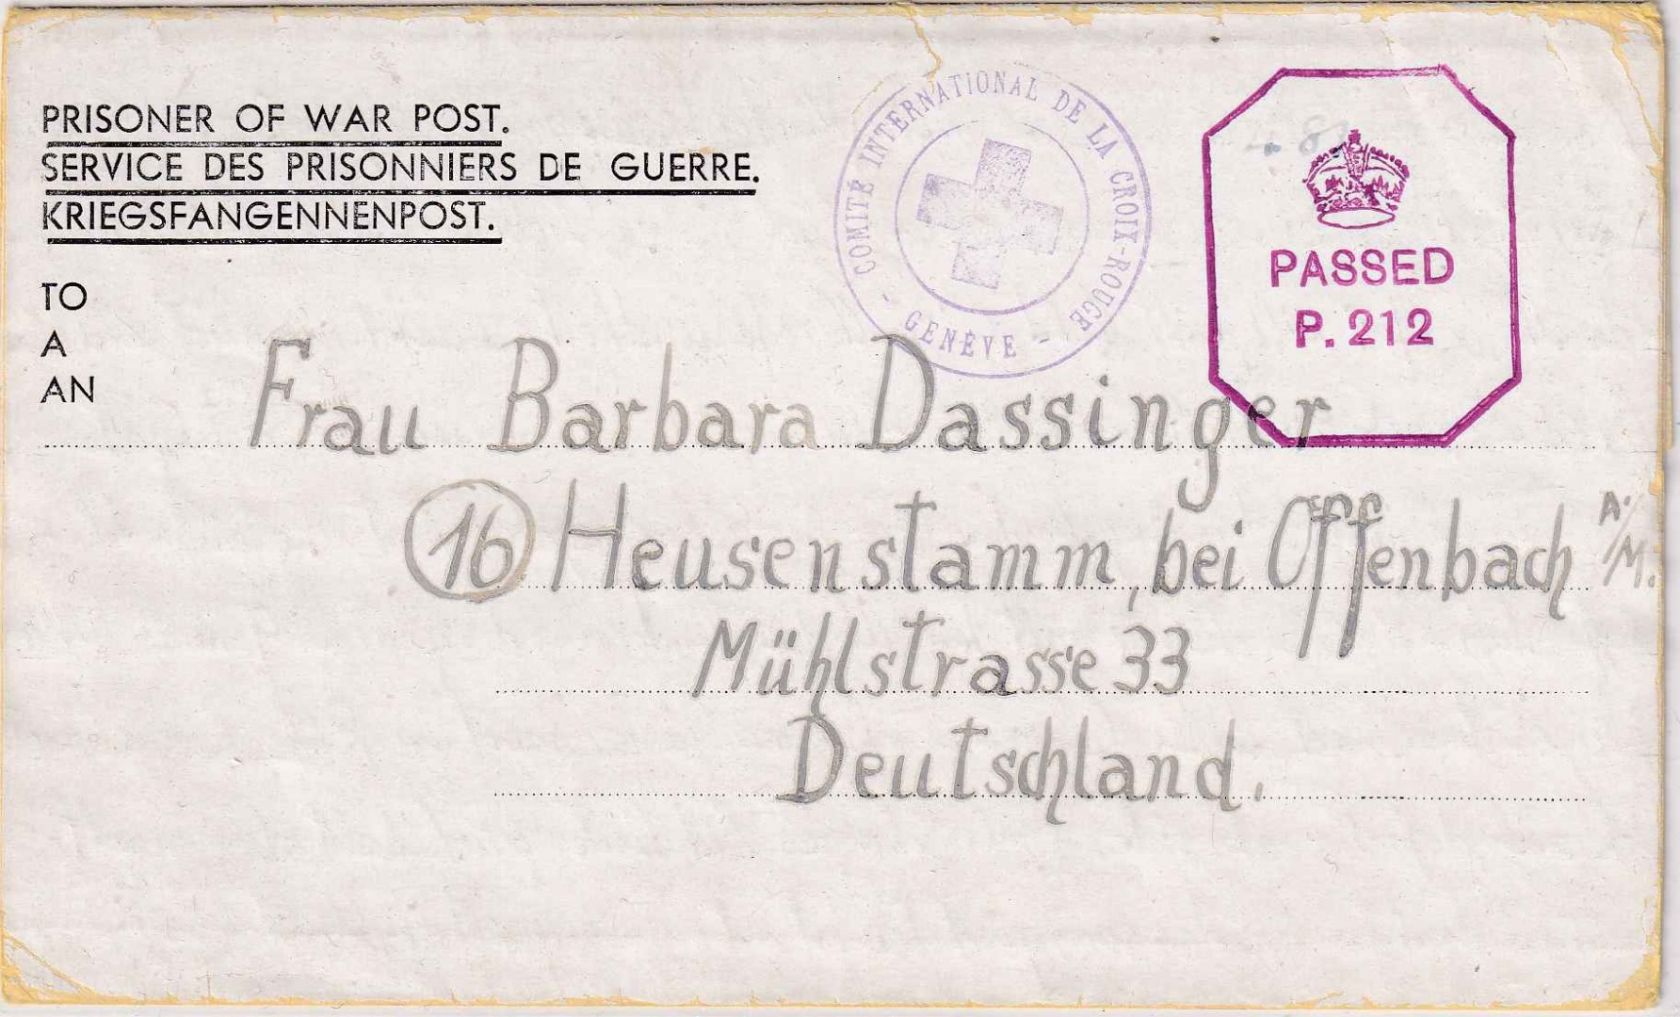 PRISONER OF WAR POST.
SERVICE DES PRISONNIERS DE GUERRE.
KRIEGSFANGENNENPOST.
- COMITÉ INTERNATIONAL DE LA CROIX-ROUGE -
GENÈVE
PASSED
P. 212
TO
A
AN
Frau Barbara Dassinger
16 Heusenstamm, bei Offenbach A./M.
Mühlstrasse 33
Deutschland.